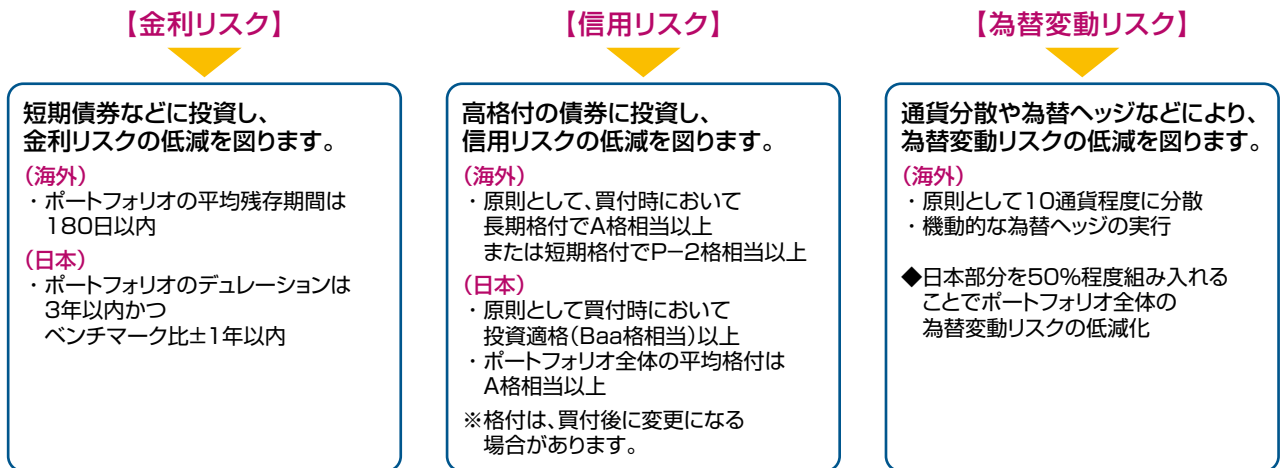 【金利リスク】
短期債券などに投資し、
金利リスクの低減を図ります。
（海外）
・ポートフォリオの平均残存期間は
180日以内
（日本）
・ポートフォリオのデュレーションは
3年以内かつ
ベンチマーク比±1年以内
【信用リスク】
高格付の債券に投資し、
信用リスクの低減を図ります。
（海外）
・原則として、買付時において
長期格付でA格相当以上
または短期格付でP−2格相当以上
（日本）
・原則として買付時において
投資適格（Baa格相当）以上
・ポートフォリオ全体の平均格付は
A格相当以上
※格付は、買付後に変更になる
場合があります。
【為替変動リスク】
通貨分散や為替ヘッジなどにより、
為替変動リスクの低減を図ります。
（海外）
・原則として10通貨程度に分散
・機動的な為替ヘッジの実行
◆日本部分を50%程度組み入れる
ことでポートフォリオ全体の
為替変動リスクの低減化